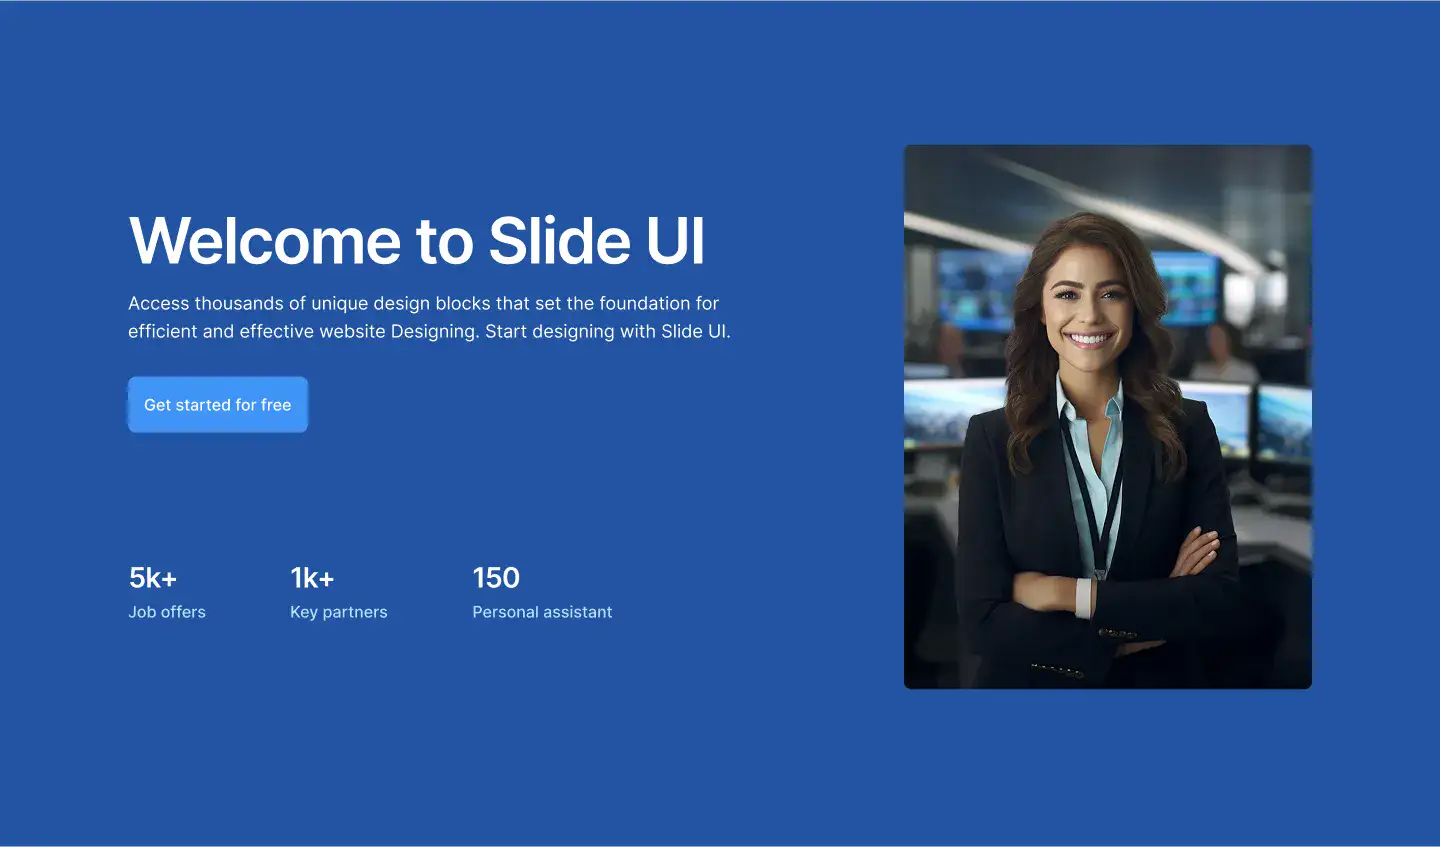 Welcome to Slide UI
Access thousands of unique design blocks that set the foundation for
efficient and effective website Designing. Start designing with Slide UI.
Get started for free
5k+
Job offers
1k+
Key partners
150
Personal assistant